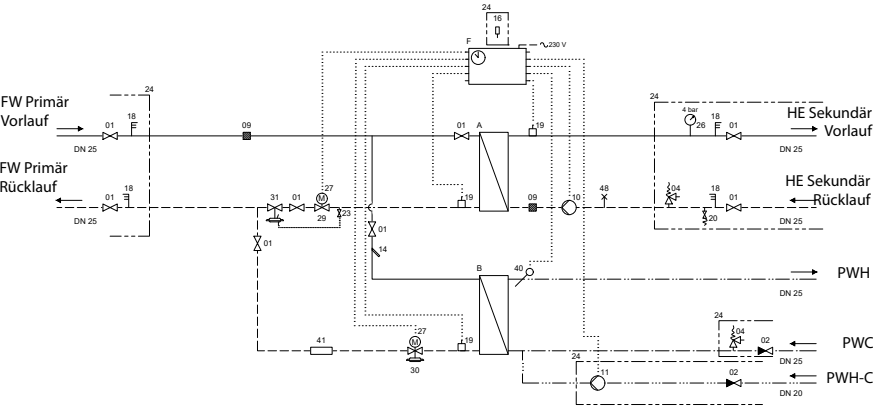 24
16
F
230 V
24
24
FW Primär
Vorlauf
01
18
09
01
A
19
4 bar
26
18
01
HE Sekundär
Vorlauf
DN 25
DN 25
FW Primär
Rücklauf
01
18
31
01
27
M
29
23
19
09
10
48
04
18
20
01
HE Sekundär
Rücklauf
DN 25
DN 25
01
01
14
B
40
PWH
DN 25
41
27
M
30
19
24
04
02
PWC
DN 25
24
11
02
PWH-C
DN 20